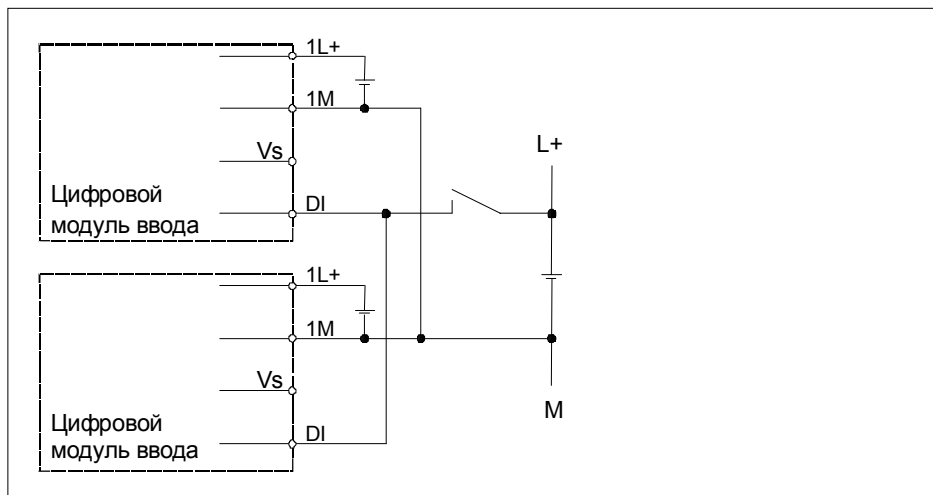 1L+
1M
L+
Vs
Цифровой
модуль ввода
DI
1L+
1M
Vs
M
Цифровой
модуль ввода
DI